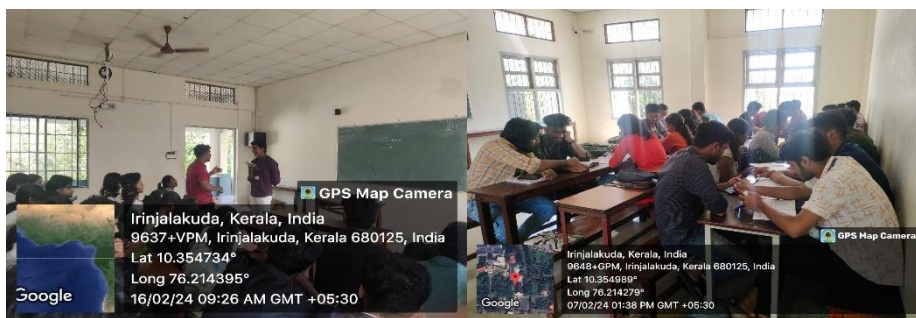 GPS Map Camera
Irinjalakuda, Kerala, India
9637+VPM, Irinjalakuda, Kerala 680125, India
Lat 10.354734°
Long 76.214395°
16/02/24 09:26 AM GMT +05:30
Google
GPS Map Camera
Irinjalakuda, Kerala, India
9648+GPM, Irinjalakuda, Kerala 680125, India
Lat 10.354989°
Long 76.214279°
07/02/24 01:38 PM GMT +05:30
Google